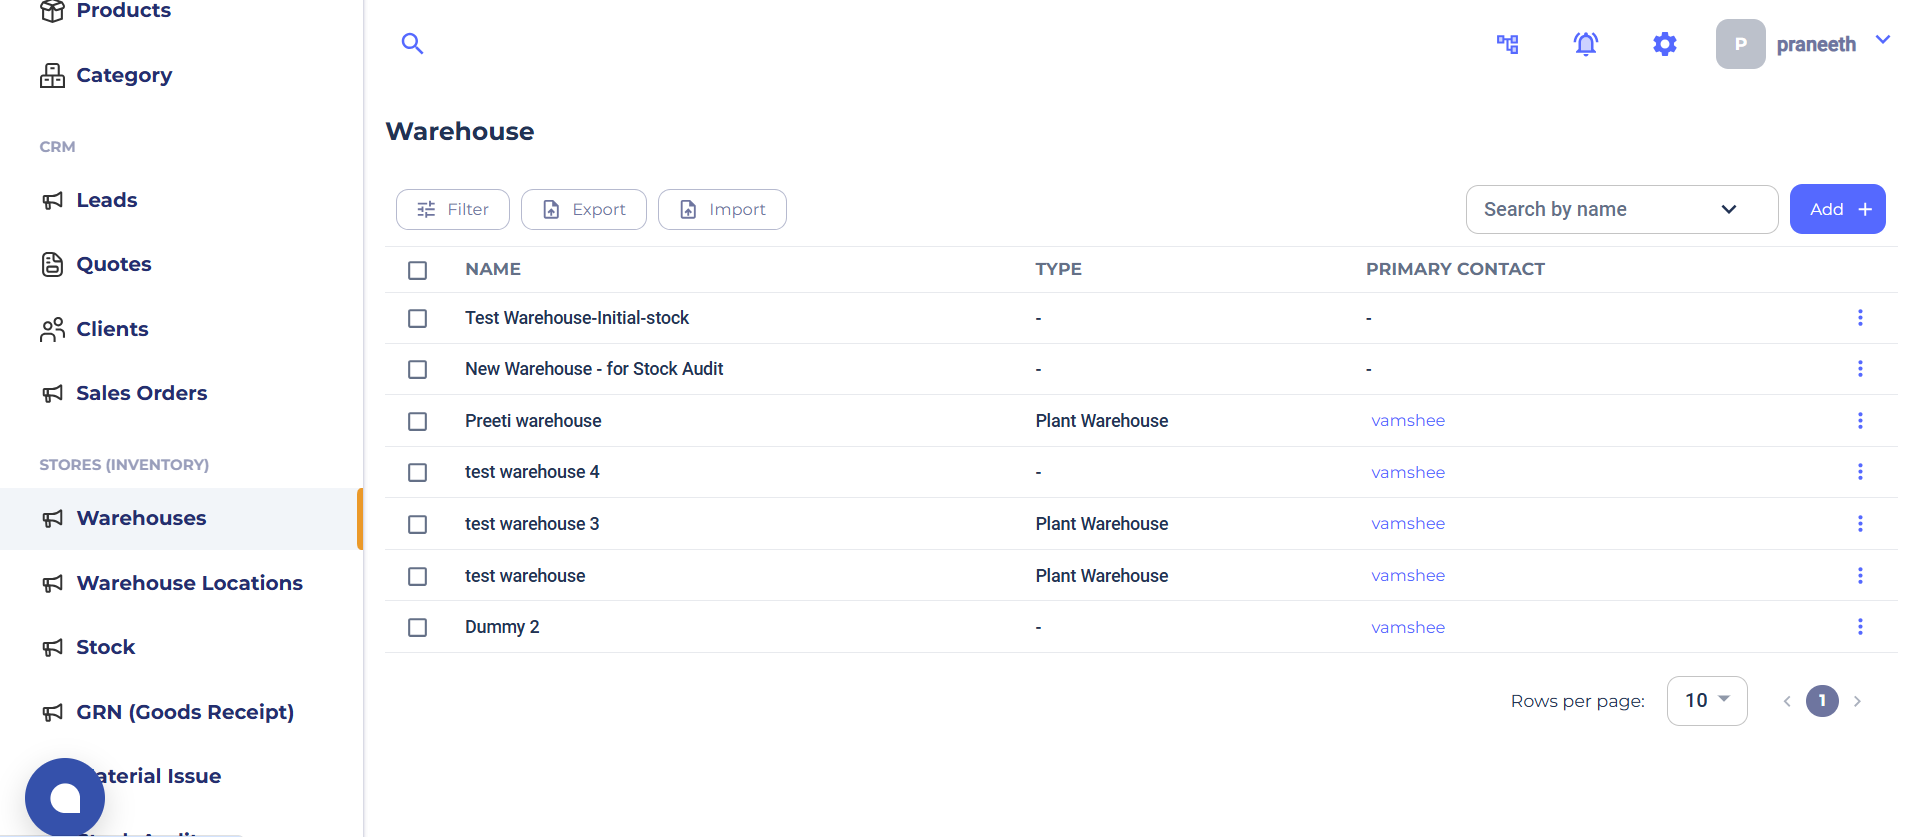 Products
Category
CRM
Leads
Quotes
Clients
Sales Orders
STORES (INVENTORY)
Warehouses
Warehouse Locations
Stock
GRN (Goods Receipt)
aterial Issue
P praneeth
Warehouse
Filter Export Import Search by name Add +
NAME TYPE PRIMARY CONTACT
Test Warehouse-Initial-stock - -
New Warehouse - for Stock Audit - -
Preeti warehouse Plant Warehouse vamshee
test warehouse 4 - vamshee
test warehouse 3 Plant Warehouse vamshee
test warehouse Plant Warehouse vamshee
Dummy 2 - vamshee
Rows per page: 10 < 1 >